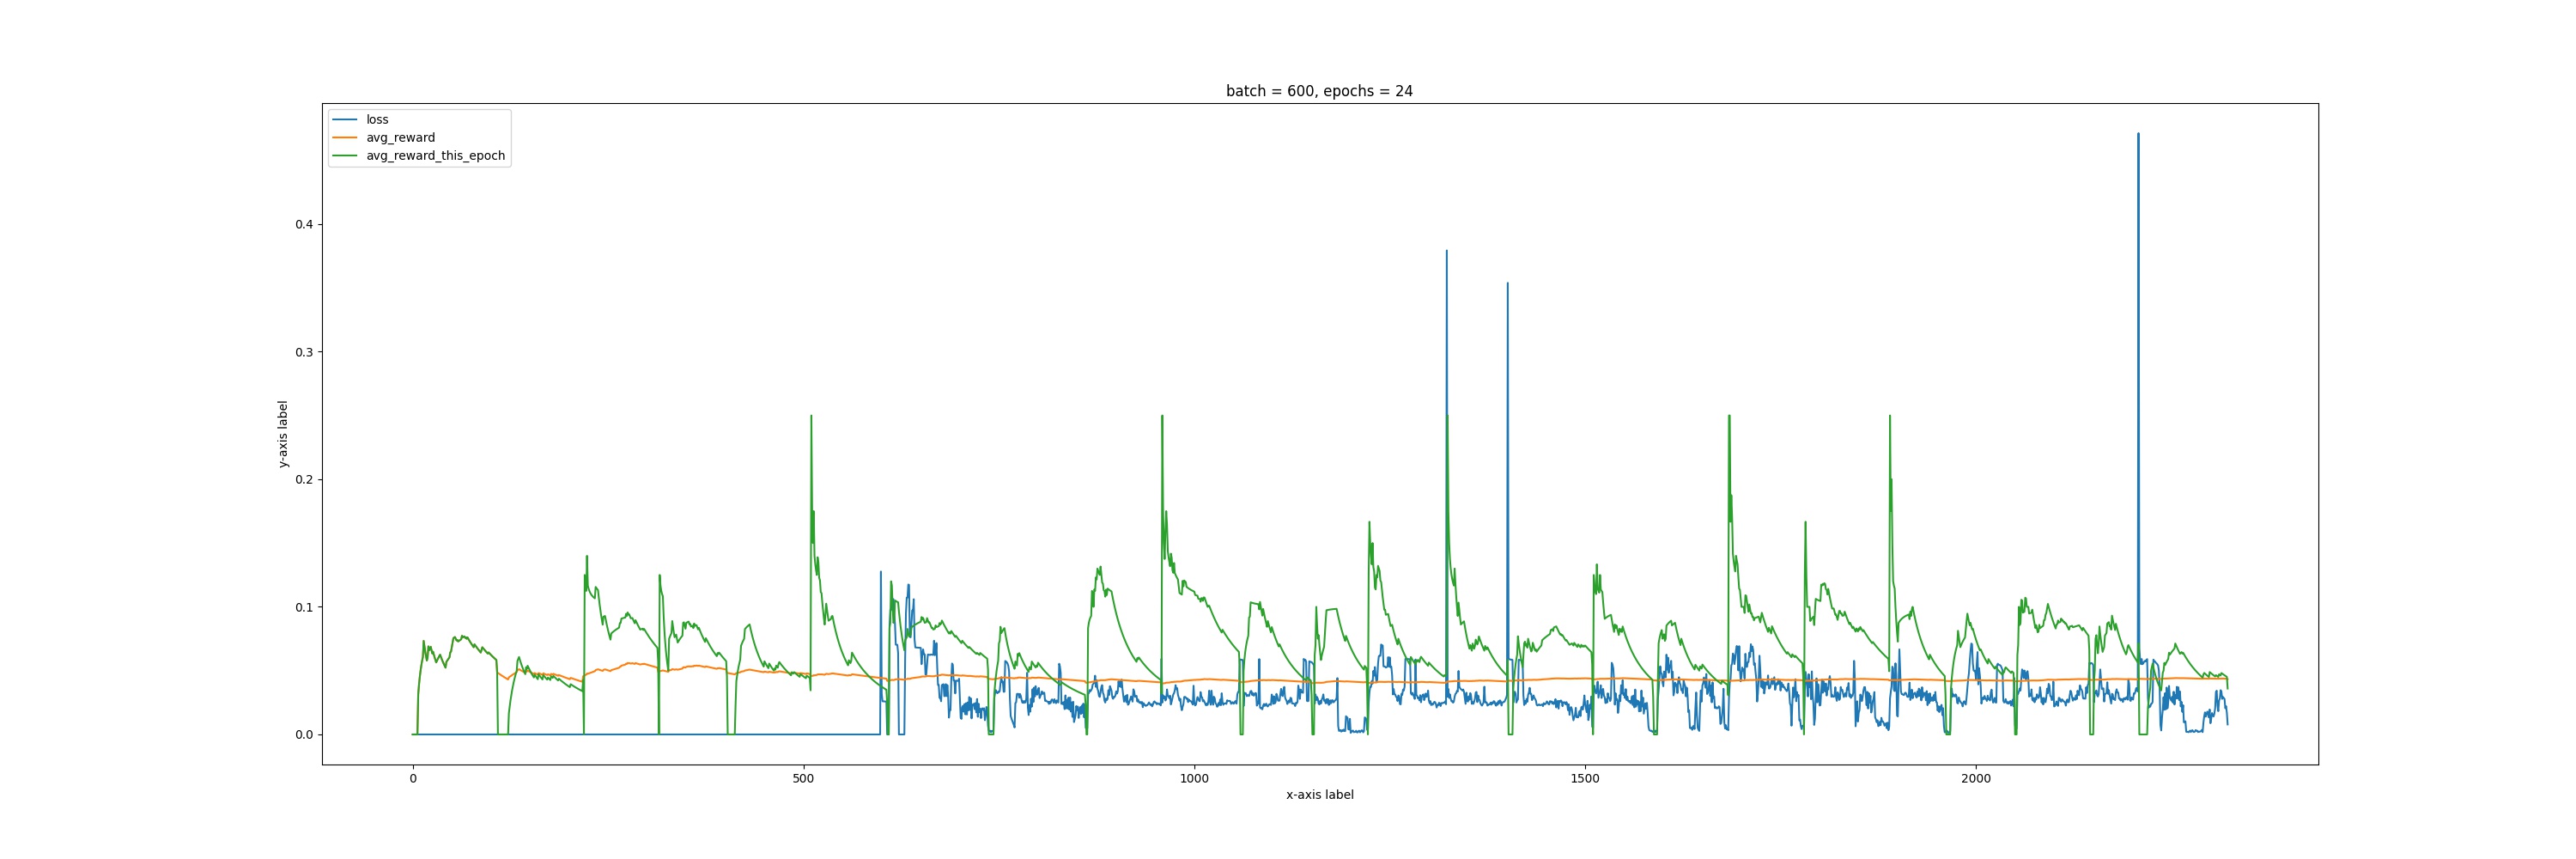 batch = 600, epochs = 24
loss
avg_reward
avg_reward_this_epoch
y-axis label
0.4
0.3
0.2
0.1
0.0
0
500
1000
1500
2000
x-axis label